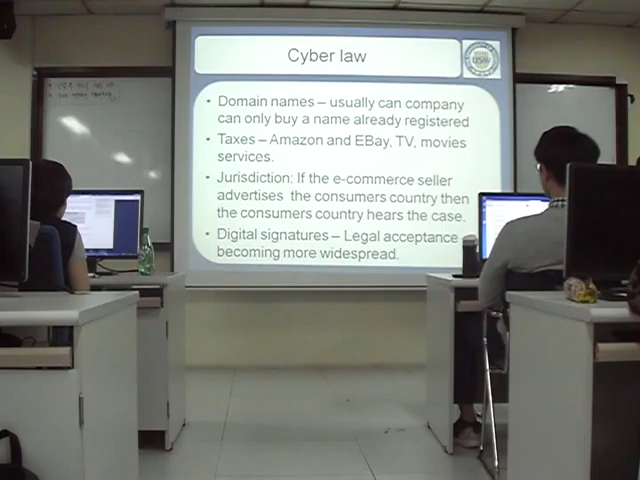 Cyber law
• Domain names – usually can company
can only buy a name already registered
• Taxes – Amazon and EBay, TV, movies
services.
• Jurisdiction: If the e-commerce seller
advertises the consumers country then
the consumers country hears the case.
• Digital signatures – Legal acceptance
becoming more widespread.